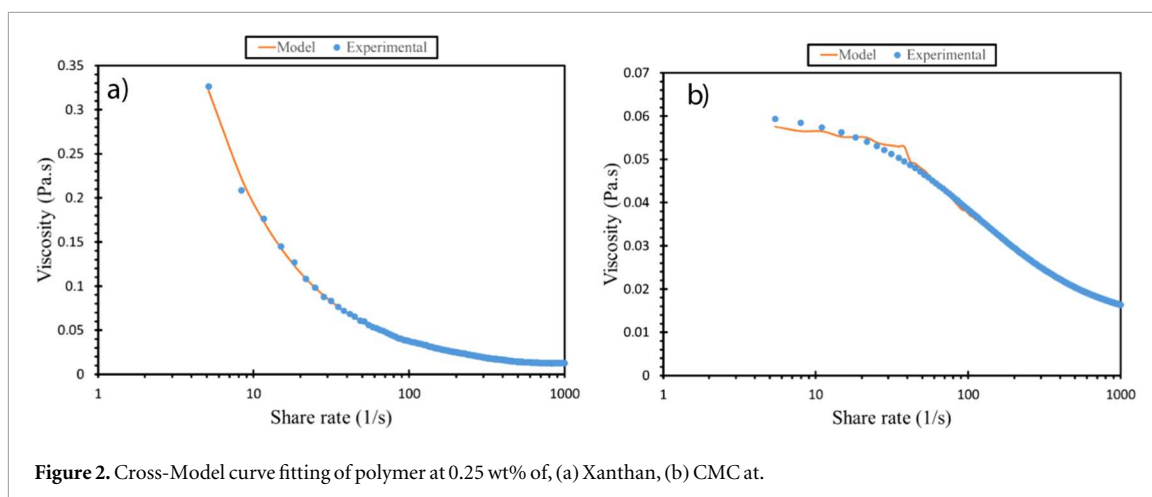 Model Experimental
a)
0.35
0.3
0.25
0.2
0.15
0.1
0.05
0
Viscosity (Pa.s)
1 10 100 1000
Share rate (1/s)
Model Experimental
b)
0.07
0.06
0.05
0.04
0.03
0.02
0.01
0
Viscosity (Pa.s)
1 10 100 1000
Share rate (1/s)
Figure 2. Cross-Model curve fitting of polymer at 0.25 wt% of, (a) Xanthan, (b) CMC at.